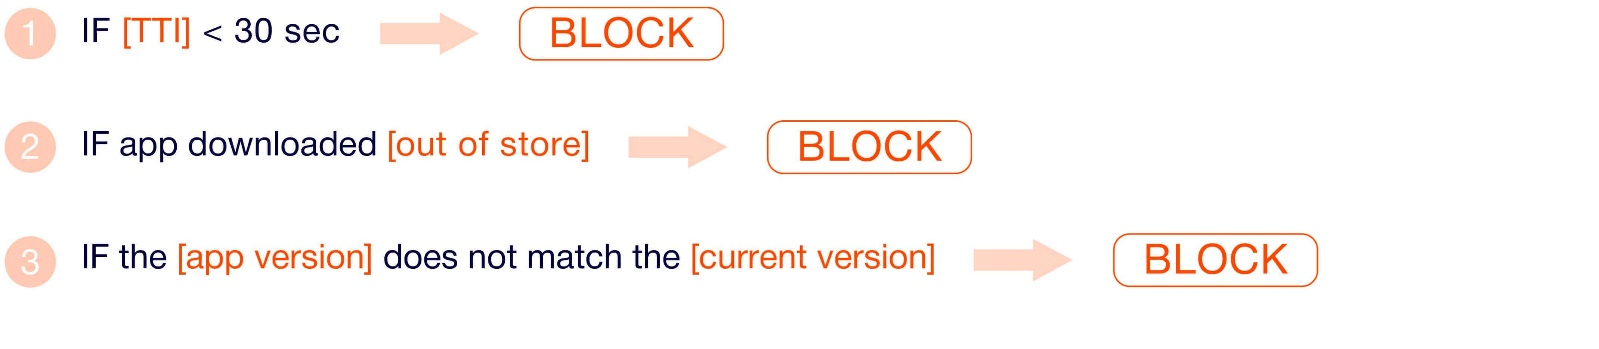 1 IF [TTI] < 30 sec BLOCK
2 IF app downloaded [out of store] BLOCK
3 IF the [app version] does not match the [current version] BLOCK